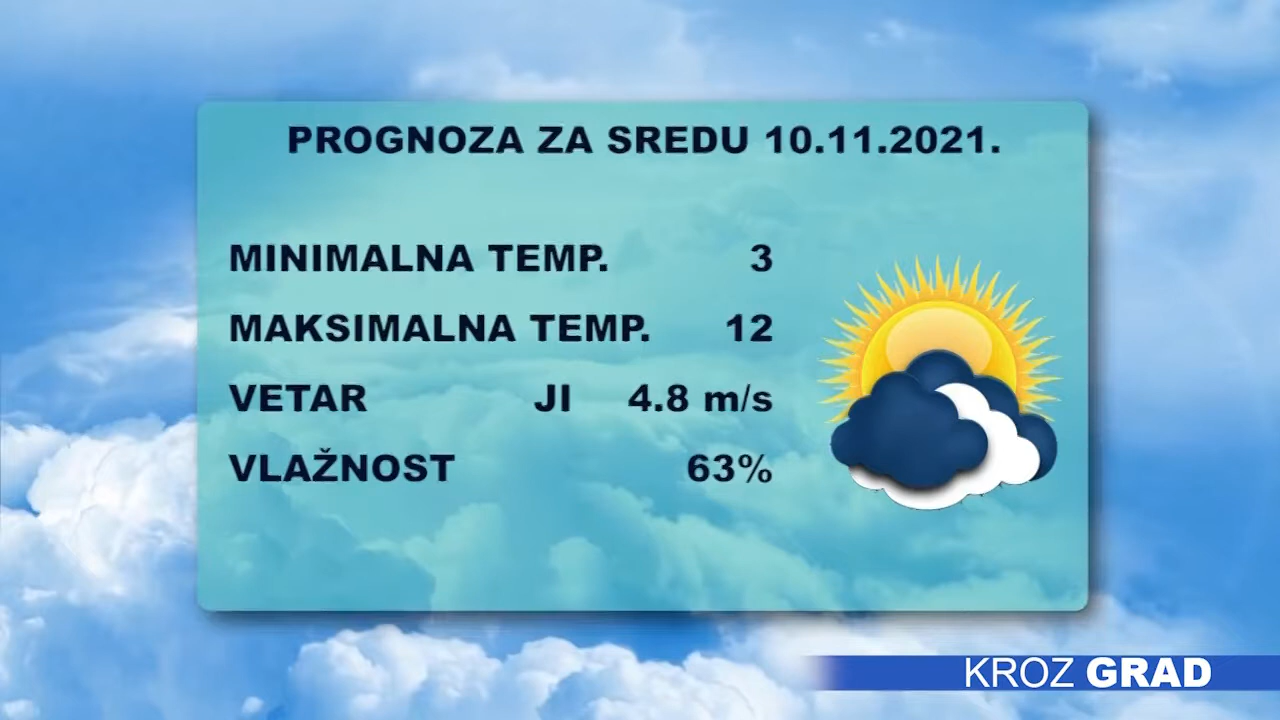 PROGNOZA ZA SREDU 10.11.2021.
MINIMALNA TEMP. 3
MAKSIMALNA TEMP. 12
VETAR JI 4.8 m/s
VLAŽNOST 63%
KROZ GRAD